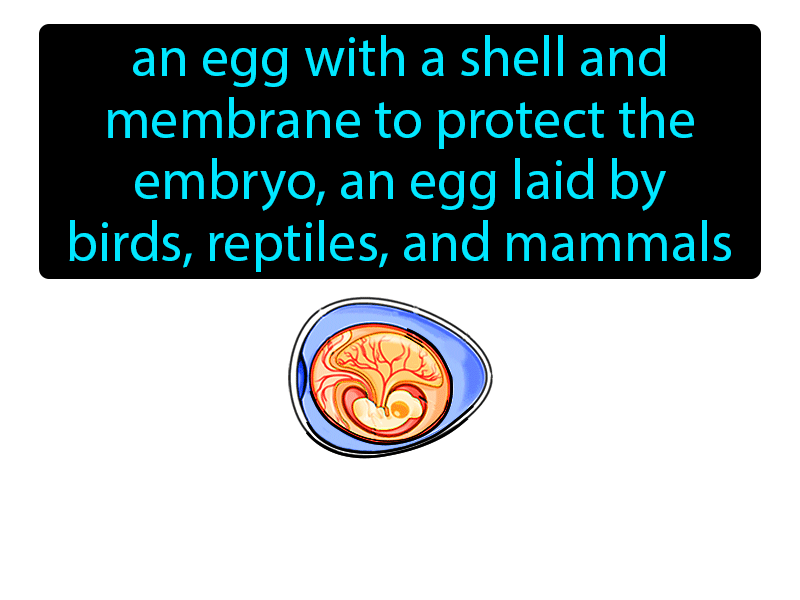 an egg with a shell and
membrane to protect the
embryo, an egg laid by
birds, reptiles, and mammals